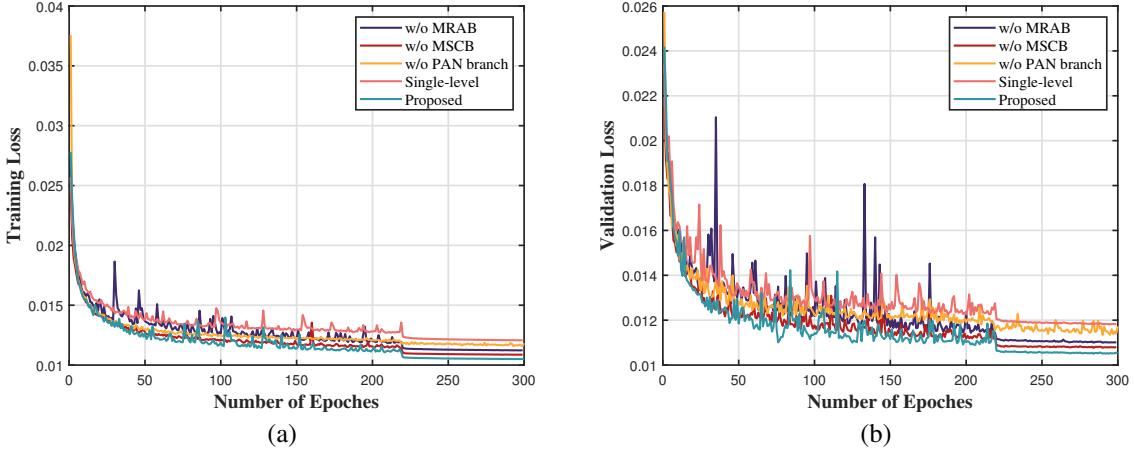 0.04
0.035
0.03
0.025
0.02
0.015
0.01
Training Loss
0
50
100
150
200
250
300
Number of Epoches
w/o MRAB
w/o MSCB
w/o PAN branch
Single-level
Proposed
(a)
0.026
0.024
0.022
0.02
0.018
0.016
0.014
0.012
0.01
Validation Loss
0
50
100
150
200
250
300
Number of Epoches
w/o MRAB
w/o MSCB
w/o PAN branch
Single-level
Proposed
(b)